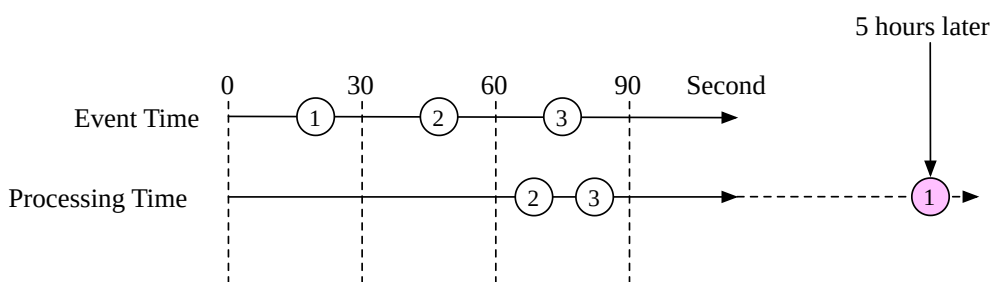 5 hours later
0 30 60 90 Second
Event Time 1 2 3
Processing Time 2 3 1